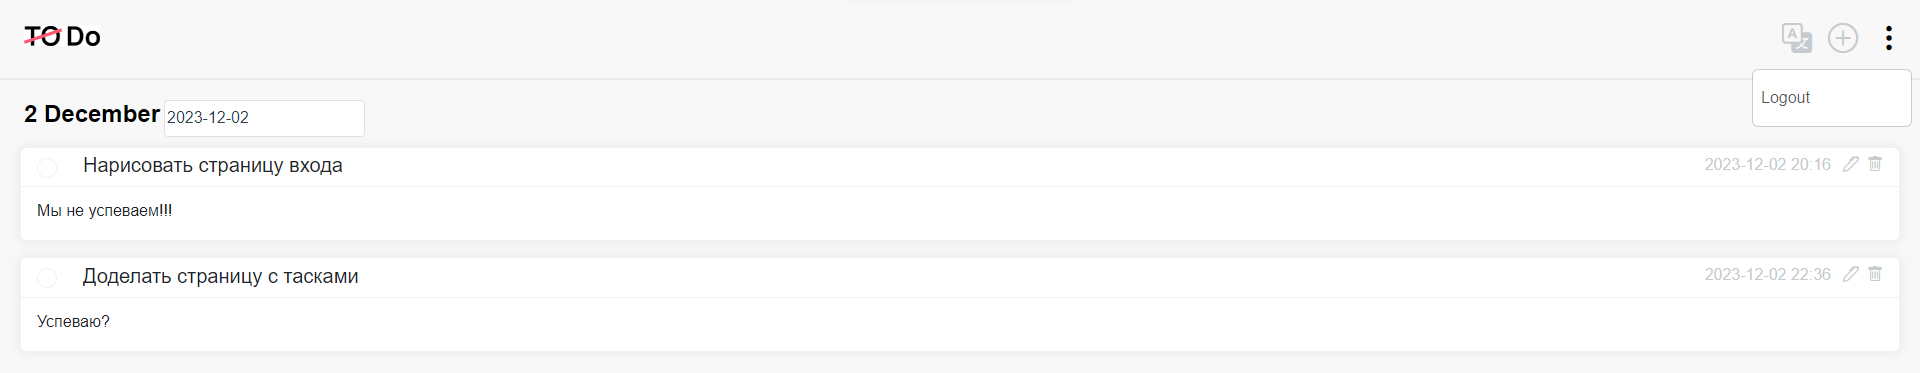 TO Do
A 文
Logout
2 December 2023-12-02
Нарисовать страницу входа 2023-12-02 20:16
Мы не успеваем!!!
Доделать страницу с тасками 2023-12-02 22:36
Успеваю?